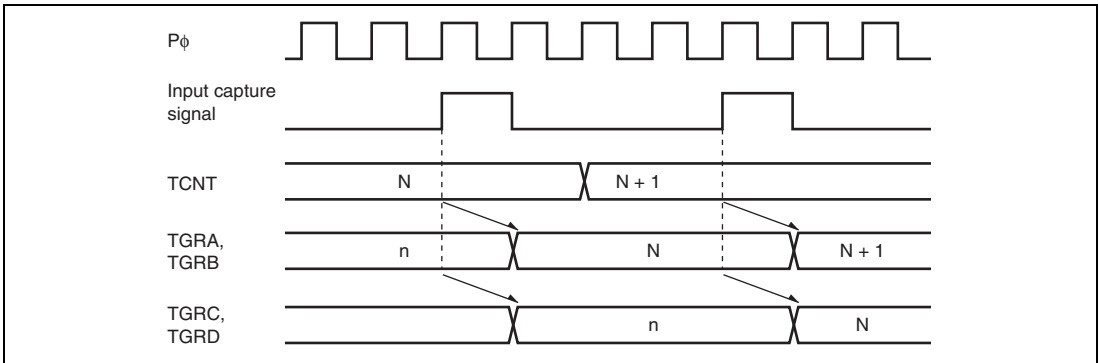 Pϕ
Input capture
signal
TCNT
N
N + 1
TGRA,
TGRB
n
N
N + 1
TGRC,
TGRD
n
N